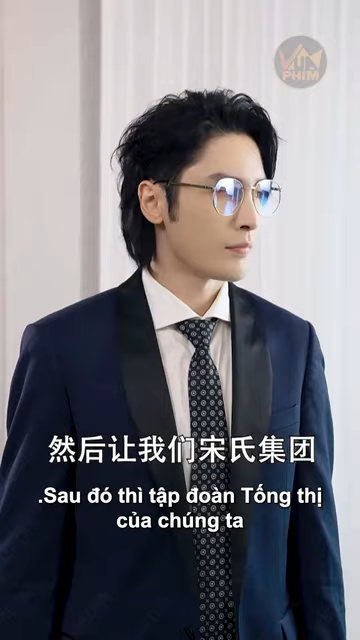 VUA
PHIM
然后让我们宋氏集团
.Sau đó thì tập đoàn Tống thị
của chúng ta